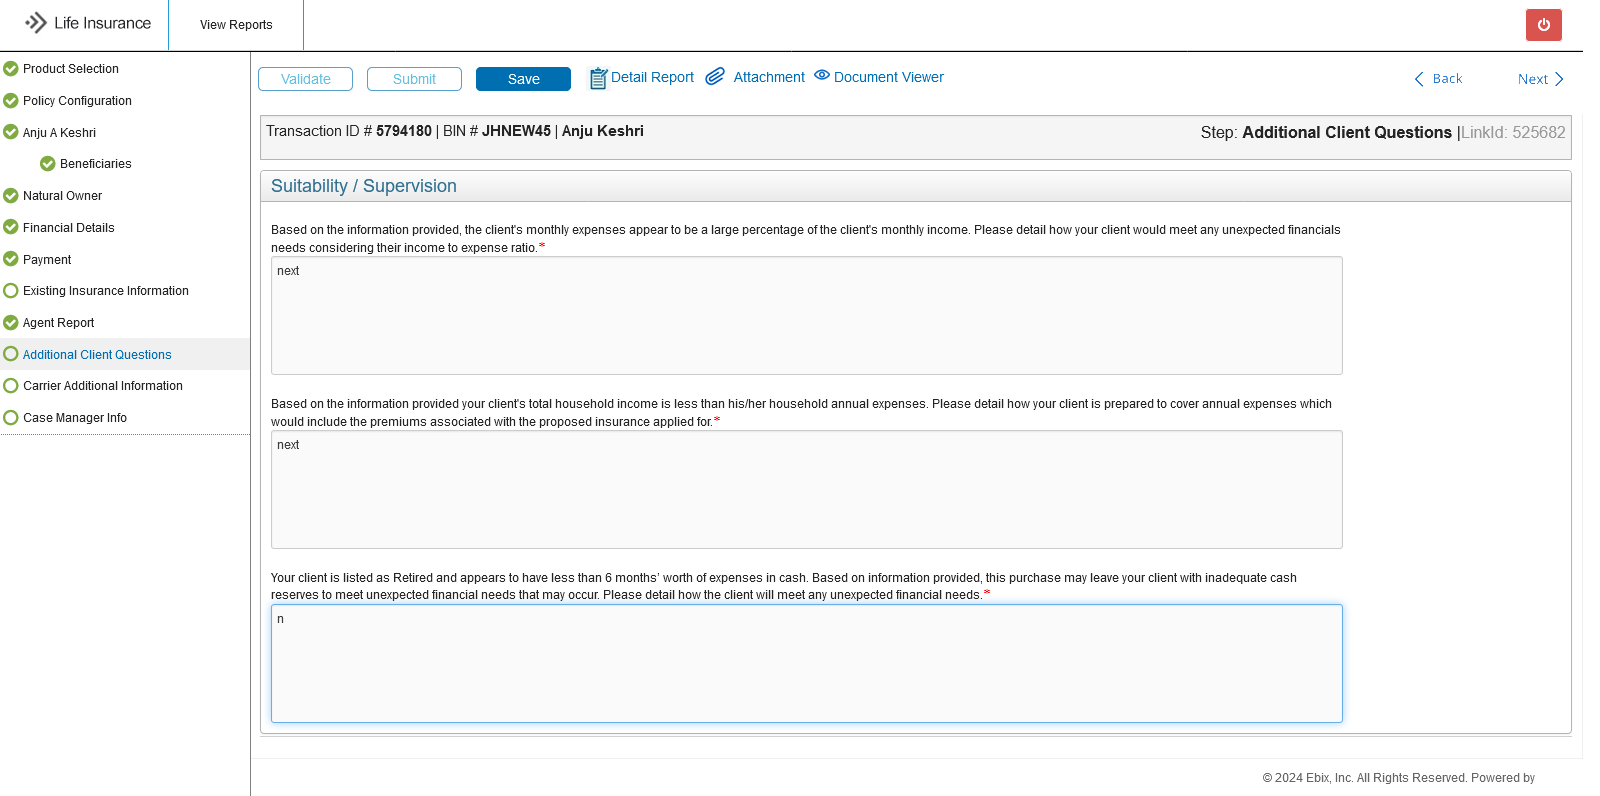 Life Insurance
View Reports
Product Selection
Policy Configuration
Anju A Keshri
Beneficiaries
Natural Owner
Financial Details
Payment
Existing Insurance Information
Agent Report
Additional Client Questions
Carrier Additional Information
Case Manager Info
Validate Submit Save Detail Report Attachment Document Viewer Back Next
Transaction ID # 5794180 | BIN # JHNEW45 | Anju Keshri
Step: Additional Client Questions |LinkId: 525682
Suitability / Supervision
Based on the information provided, the client's monthly expenses appear to be a large percentage of the client's monthly income. Please detail how your client would meet any unexpected financials
needs considering their income to expense ratio.*
next
Based on the information provided your client's total household income is less than his/her household annual expenses. Please detail how your client is prepared to cover annual expenses which
would include the premiums associated with the proposed insurance applied for.*
next
Your client is listed as Retired and appears to have less than 6 months' worth of expenses in cash. Based on information provided, this purchase may leave your client with inadequate cash
reserves to meet unexpected financial needs that may occur. Please detail how the client will meet any unexpected financial needs.*
n
© 2024 Ebix, Inc. All Rights Reserved. Powered by